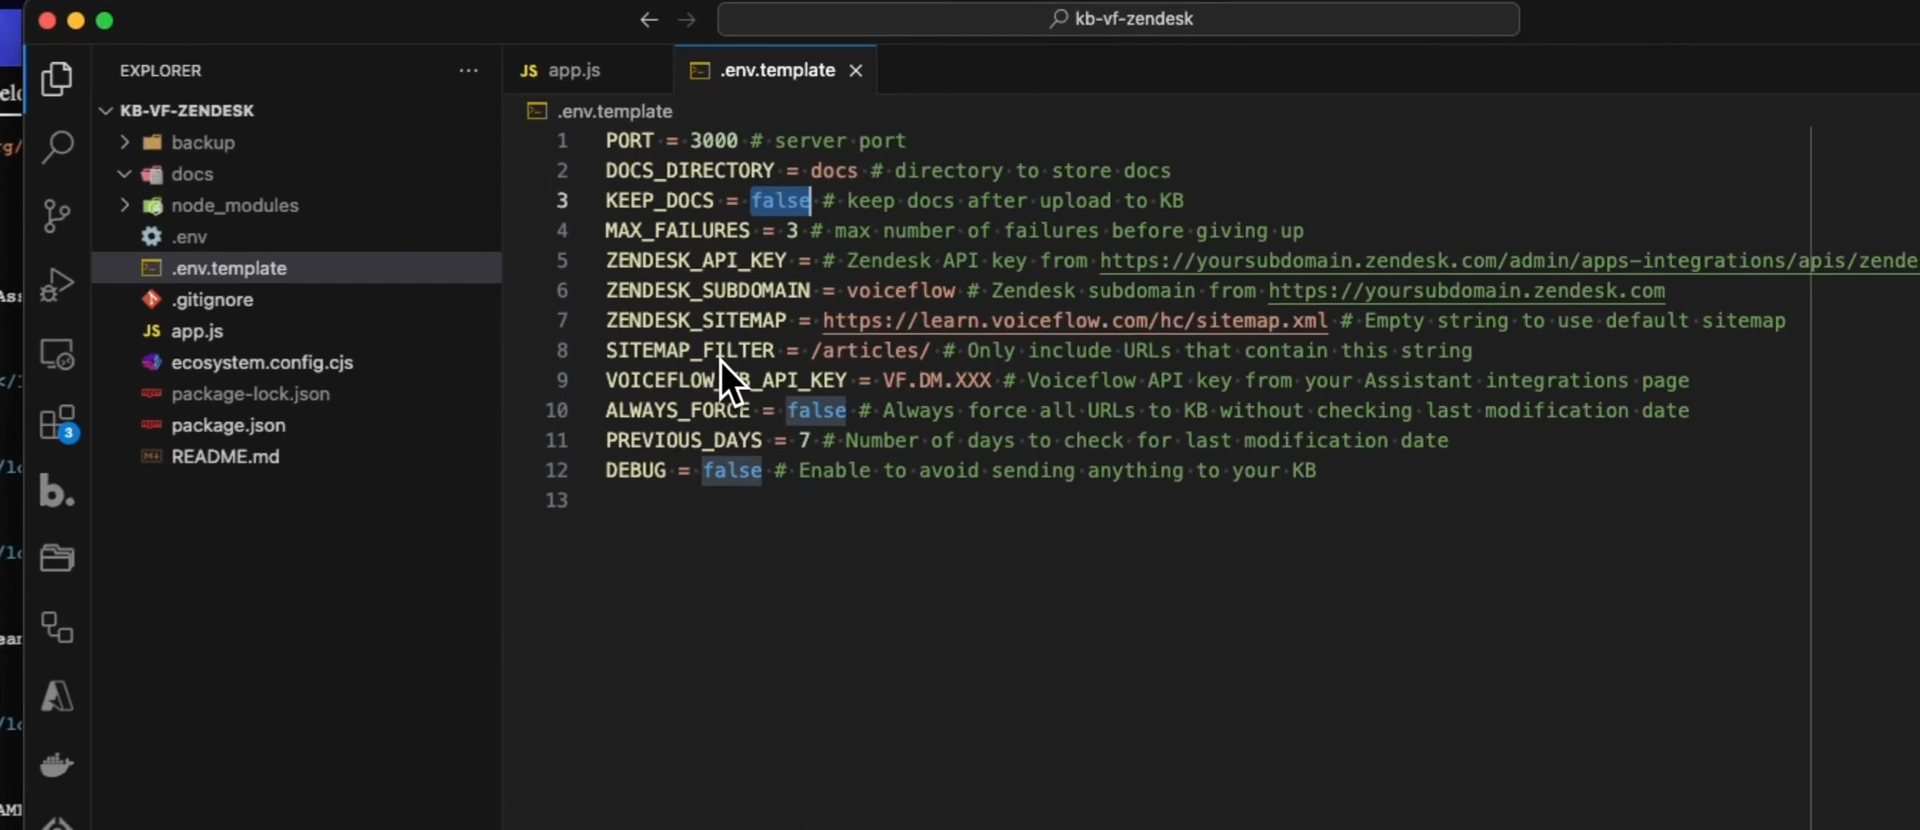 kb-vf-zendesk
EXPLORER
JS app.js
.env.template
KB-VF-ZENDESK
.env.template
backup
docs
node_modules
.env
.env.template
.gitignore
JS app.js
ecosystem.config.cjs
package-lock.json
package.json
README.md
1 PORT = 3000 # server port
2 DOCS_DIRECTORY = docs # directory to store docs
3 KEEP_DOCS = false # keep docs after upload to KB
4 MAX_FAILURES = 3 # max number of failures before giving up
5 ZENDESK_API_KEY = # Zendesk API key from https://yoursubdomain.zendesk.com/admin/apps-integrations/apis/zende
6 ZENDESK_SUBDOMAIN = voiceflow # Zendesk subdomain from https://yoursubdomain.zendesk.com
7 ZENDESK_SITEMAP = https://learn.voiceflow.com/hc/sitemap.xml # Empty string to use default sitemap
8 SITEMAP_FILTER = /articles/ # Only include URLs that contain this string
9 VOICEFLOW_KB_API_KEY = VF.DM.XXX # Voiceflow API key from your Assistant integrations page
10 ALWAYS_FORCE = false # Always force all URLs to KB without checking last modification date
11 PREVIOUS_DAYS = 7 # Number of days to check for last modification date
12 DEBUG = false # Enable to avoid sending anything to your KB
13
3
b.